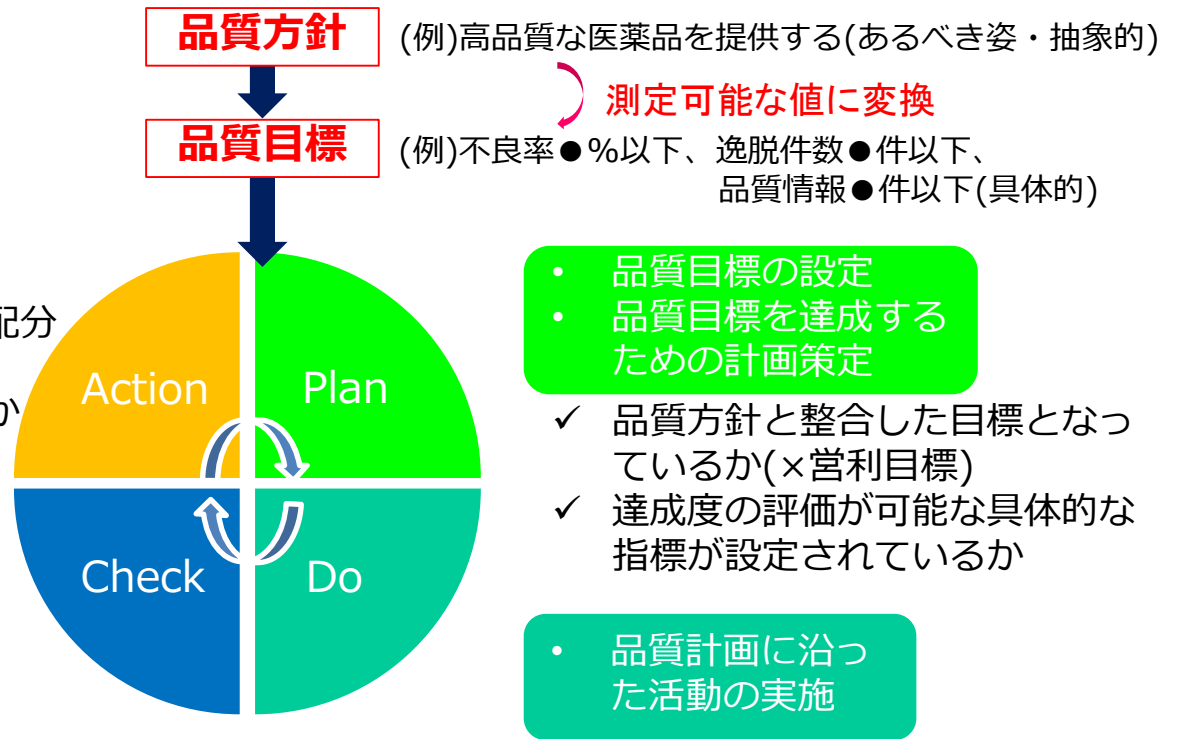 品質方針
(例)高品質な医薬品を提供する(あるべき姿・抽象的)
測定可能な値に変換
品質目標
(例)不良率●%以下、逸脱件数●件以下、
品質情報●件以下(具体的)
配分
か
Action
Plan
Check
Do
• 品質目標の設定
• 品質目標を達成する
ための計画策定
✓ 品質方針と整合した目標となっ
ているか(×営利目標)
✓ 達成度の評価が可能な具体的な
指標が設定されているか
• 品質計画に沿っ
た活動の実施